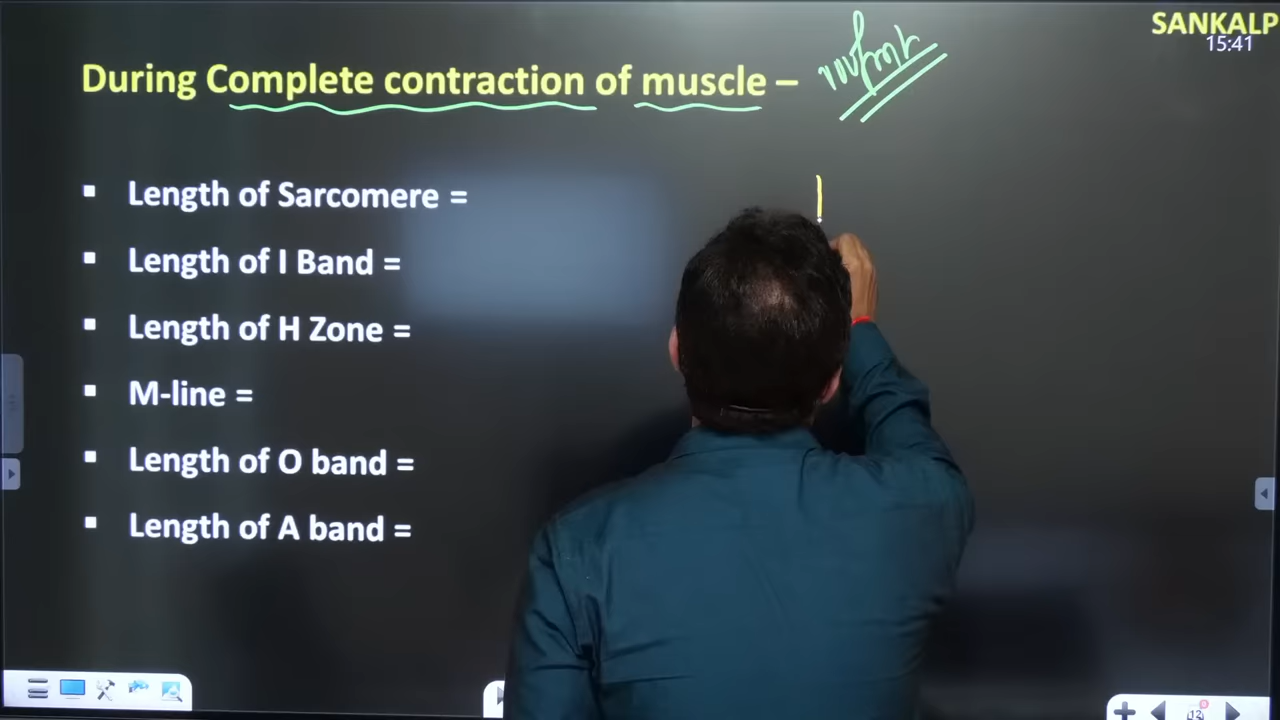 SANKALP
15:41
During Complete contraction of muscle –
▪ Length of Sarcomere =
▪ Length of I Band =
▪ Length of H Zone =
▪ M-line =
▪ Length of O band =
▪ Length of A band =
12